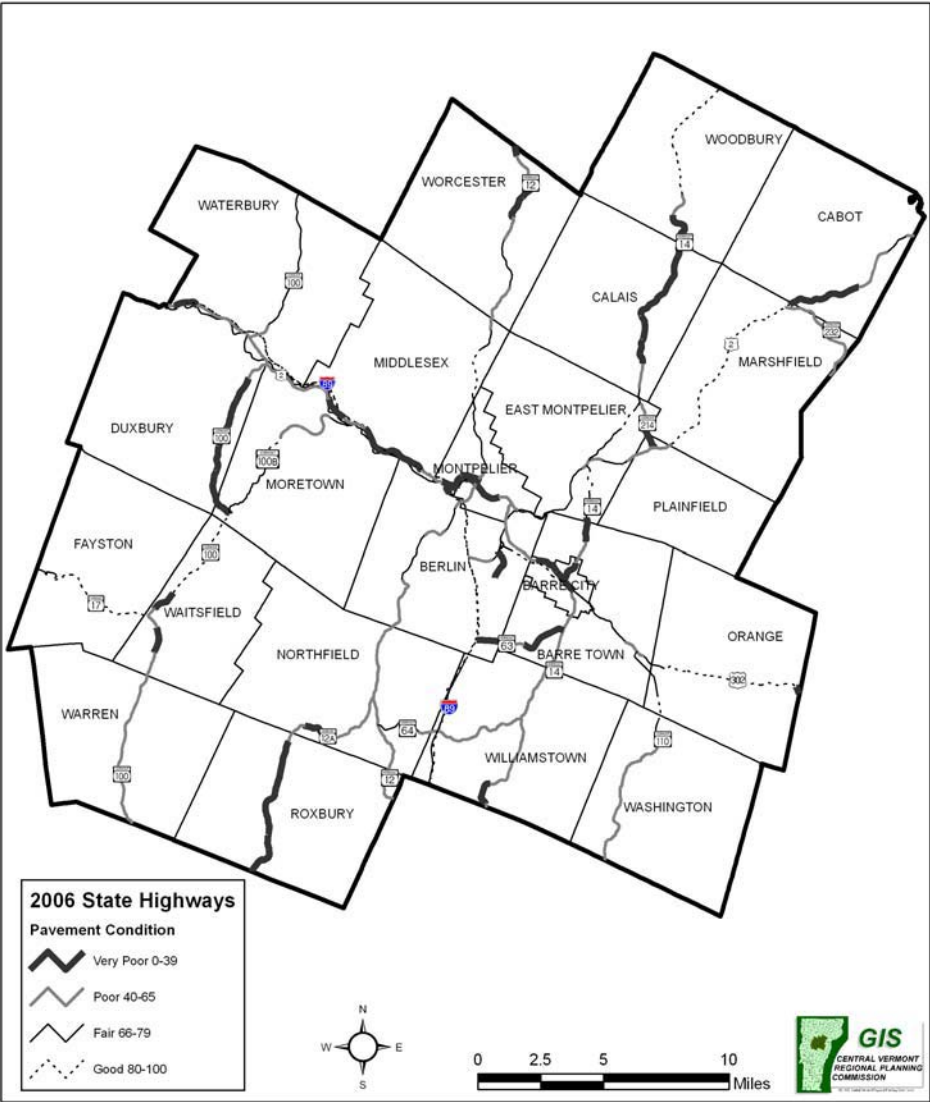 WOODBURY
WORCESTER
12
WATERBURY
CABOT
14
CALAIS
100
232
2
MARSHFIELD
MIDDLESEX
89
2
EAST MONTPELIER
214
DUXBURY
100
100B
MORETOWN
MONTPELIER
14
PLAINFIELD
FAYSTON
100
BERLIN
BARRE CITY
17
WAITSFIELD
ORANGE
63
BARRE TOWN
NORTHFIELD
14
302
WARREN
89
12A
64
110
WILLIAMSTOWN
100
12
ROXBURY
WASHINGTON
2006 State Highways
Pavement Condition
Very Poor 0-39
Poor 40-65
Fair 66-79
Good 80-100
N
W E
S
0 2.5 5 10
Miles
GIS
CENTRAL VERMONT
REGIONAL PLANNING
COMMISSION